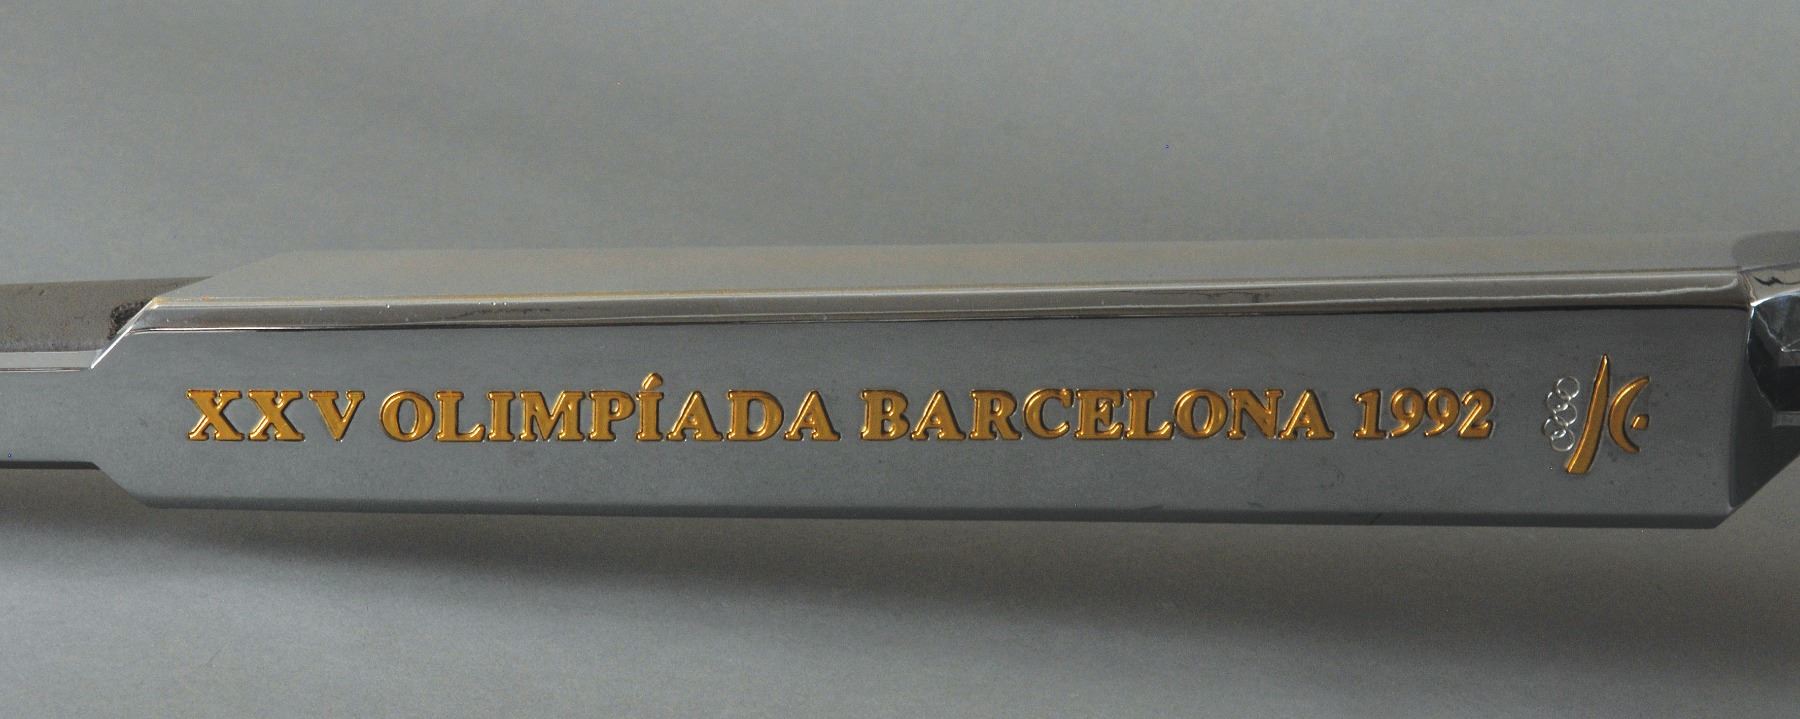 XXV OLIMPÍADA BARCELONA 1992